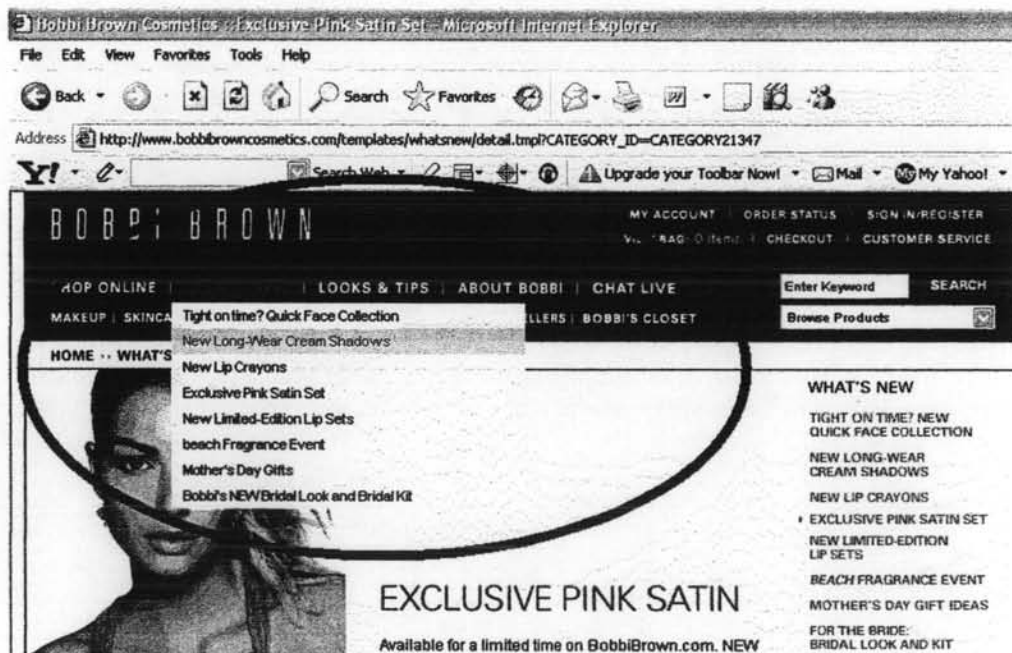 Bobbi Brown Cosmetics ::Exclusive Pink Satin Set - Microsoft Internet Explorer
File Edit View Favorites Tools Help
Back Search Favorites
Address http://www.bobbibrowncosmetics.com/templates/whatsnew/detail.tmpl?CATEGORY_ID=CATEGORY21347
Y! Search Web Upgrade your Toolbar Now! Mail My Yahoo!
BOBBI BROWN
MY ACCOUNT | ORDER STATUS | SIGN IN/REGISTER
BAG: 0 items | CHECKOUT | CUSTOMER SERVICE
HOP ONLINE | LOOKS & TIPS | ABOUT BOBBI | CHAT LIVE
Enter Keyword SEARCH
MAKEUP | SKINCA
LLERS | BOBBI'S CLOSET
Browse Products
HOME ·· WHAT'S
Tight on time? Quick Face Collection
New Long-Wear Cream Shadows
New Lip Crayons
Exclusive Pink Satin Set
New Limited-Edition Lip Sets
beach Fragrance Event
Mother's Day Gifts
Bobbi's NEW Bridal Look and Bridal Kit
EXCLUSIVE PINK SATIN
Available for a limited time on BobbiBrown.com. NEW
WHAT'S NEW
TIGHT ON TIME? NEW
QUICK FACE COLLECTION
NEW LONG-WEAR
CREAM SHADOWS
NEW LIP CRAYONS
EXCLUSIVE PINK SATIN SET
NEW LIMITED-EDITION
LIP SETS
BEACH FRAGRANCE EVENT
MOTHER'S DAY GIFT IDEAS
FOR THE BRIDE:
BRIDAL LOOK AND KIT